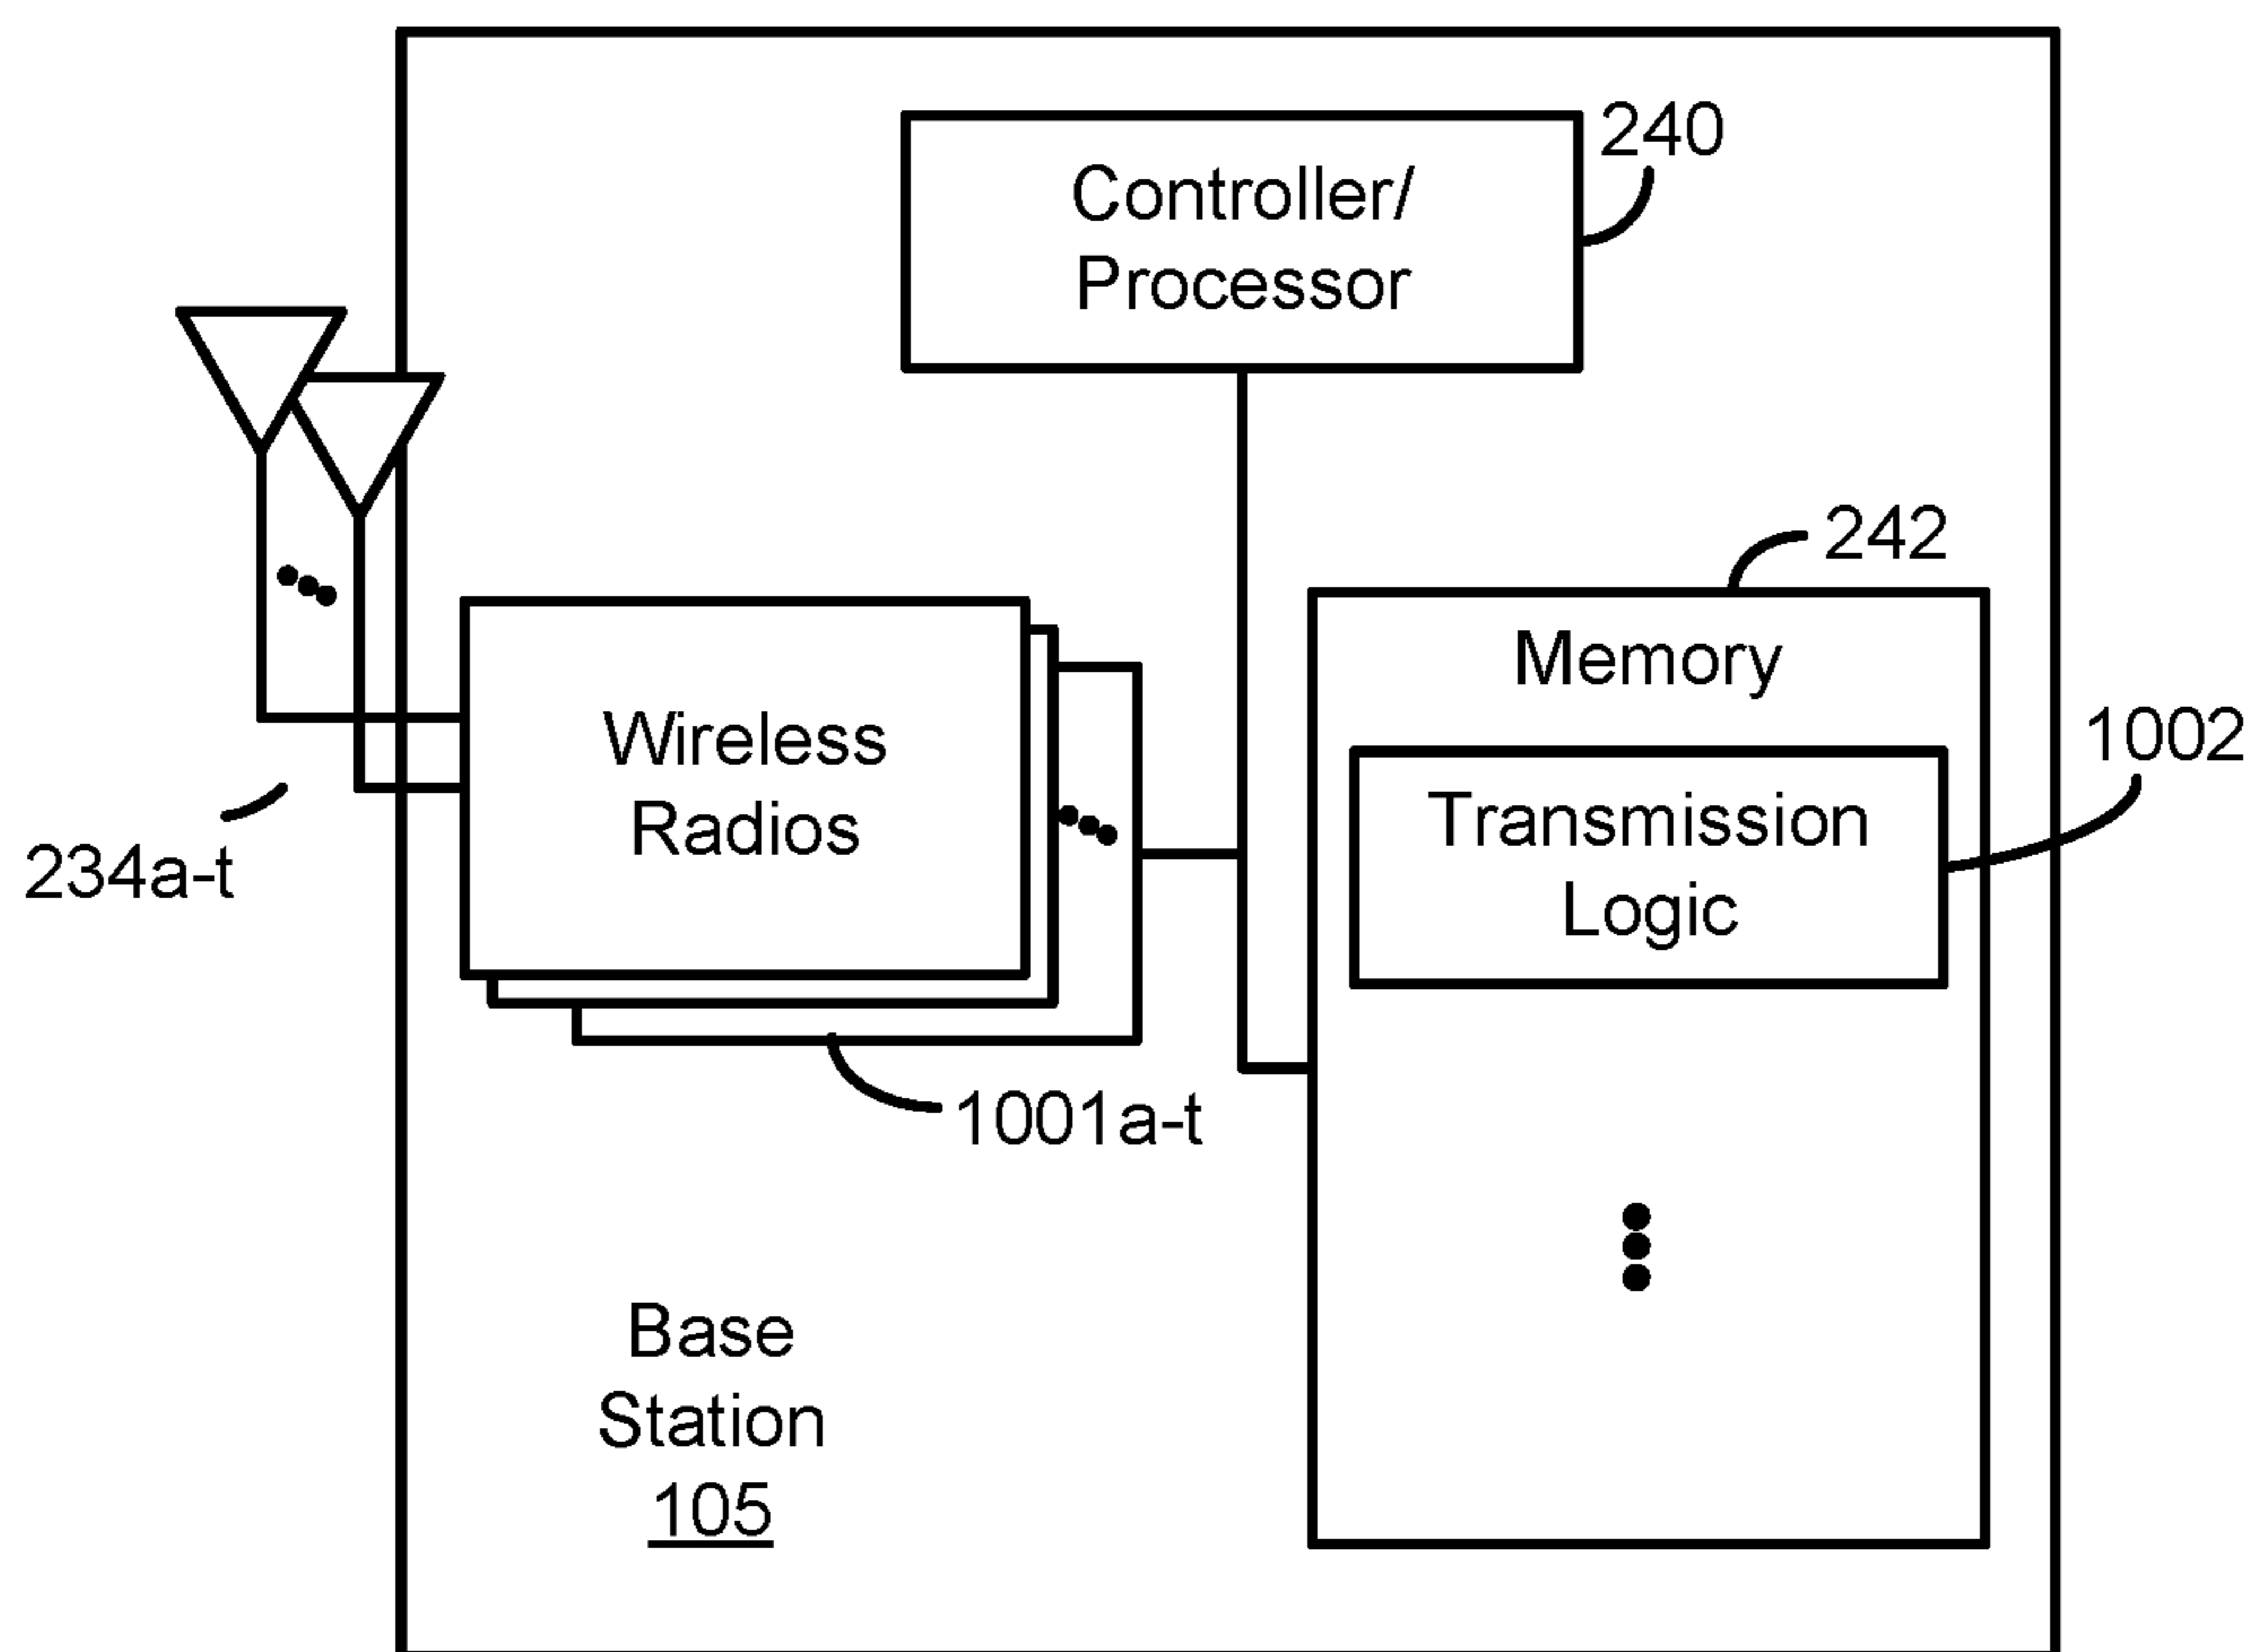 Controller/
Processor
240
242
Memory
Transmission
Logic
1002
Wireless
Radios
234a-t
1001a-t
Base
Station
105